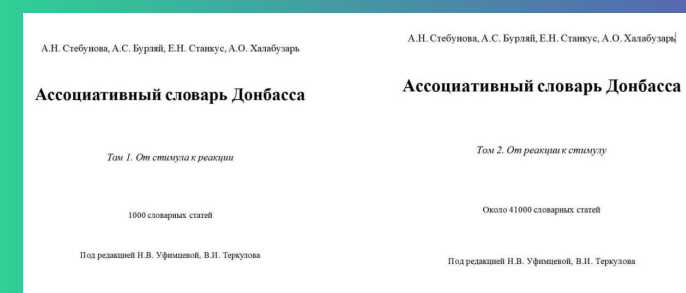 А.Н. Стебунова, А.С. Бурляй, Е.Н. Станкус, А.О. Халабузарь
Ассоциативный словарь Донбасса
Том 1. От стимула к реакции
1000 словарных статей
Под редакцией Н.В. Уфимцевой, В.И. Теркулова
А.Н. Стебунова, А.С. Бурляй, Е.Н. Станкус, А.О. Халабузарь
Ассоциативный словарь Донбасса
Том 2. От реакции к стимулу
Около 41000 словарных статей
Под редакцией Н.В. Уфимцевой, В.И. Теркулова